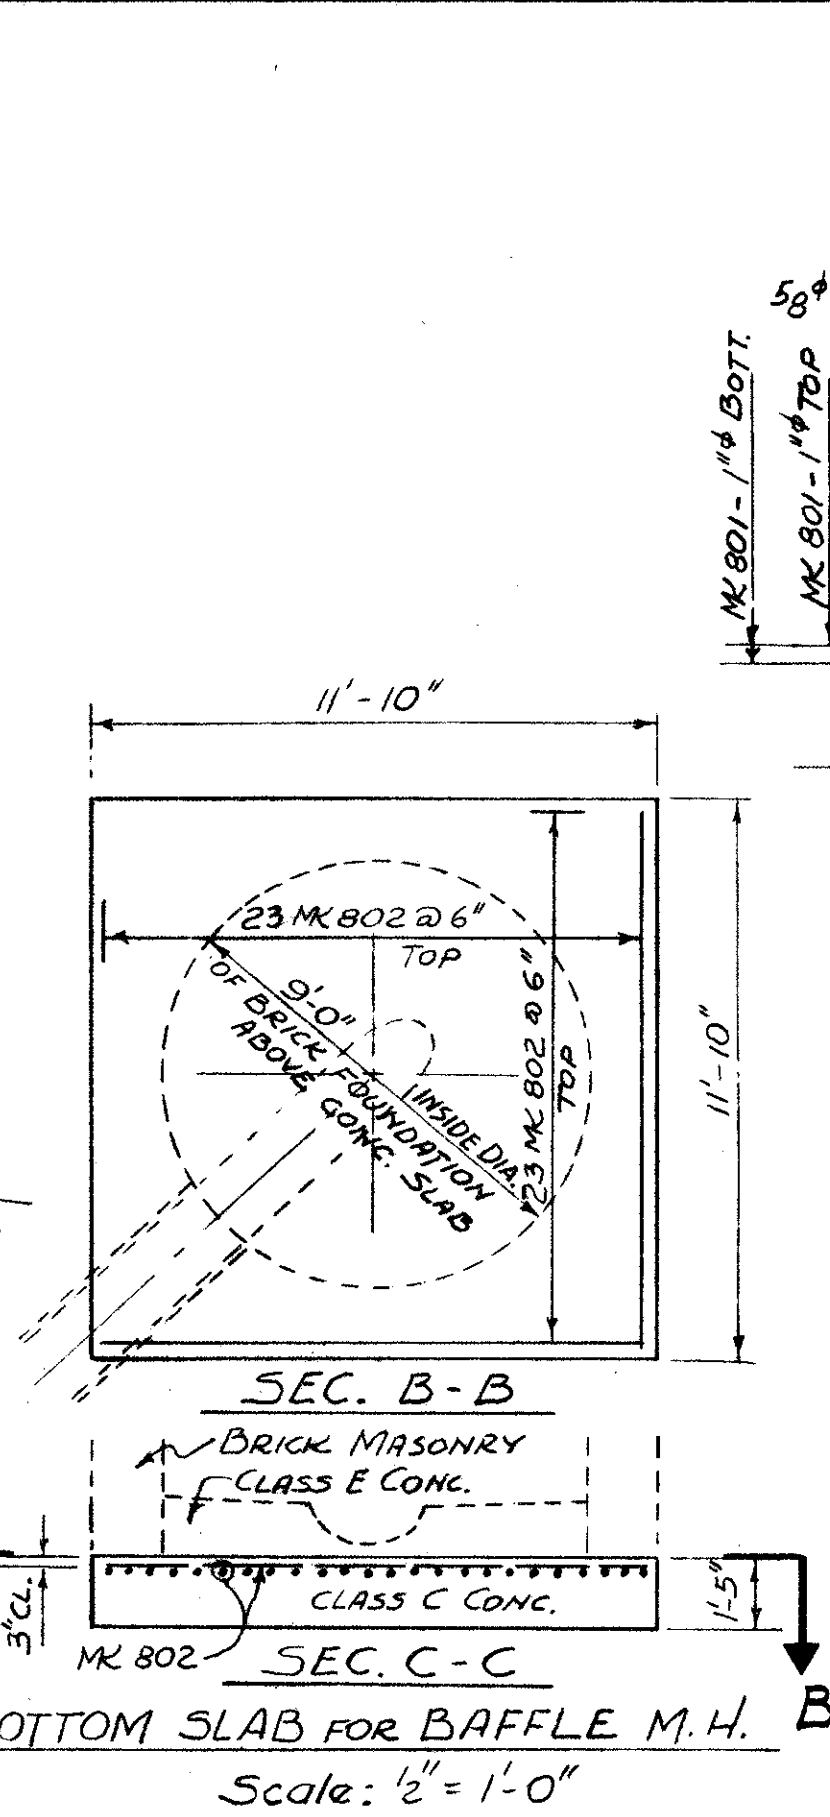 5/8"ϕ
MK 801 - 1"ϕ BOTT.
MK 801 - 1"ϕ TOP
11'-10"
23 MK 802 @ 6"
TOP
9'-0"
INSIDE DIA.
OF BRICK FOUNDATION
ABOVE CONC. SLAB
23 MK 802 @ 6"
TOP
11'-10"
SEC. B-B
BRICK MASONRY
CLASS E CONC.
3" CL.
CLASS C CONC.
1'-5"
MK 802
SEC. C-C
B
OTTOM SLAB FOR BAFFLE M.H.
Scale: 1/2" = 1'-0"